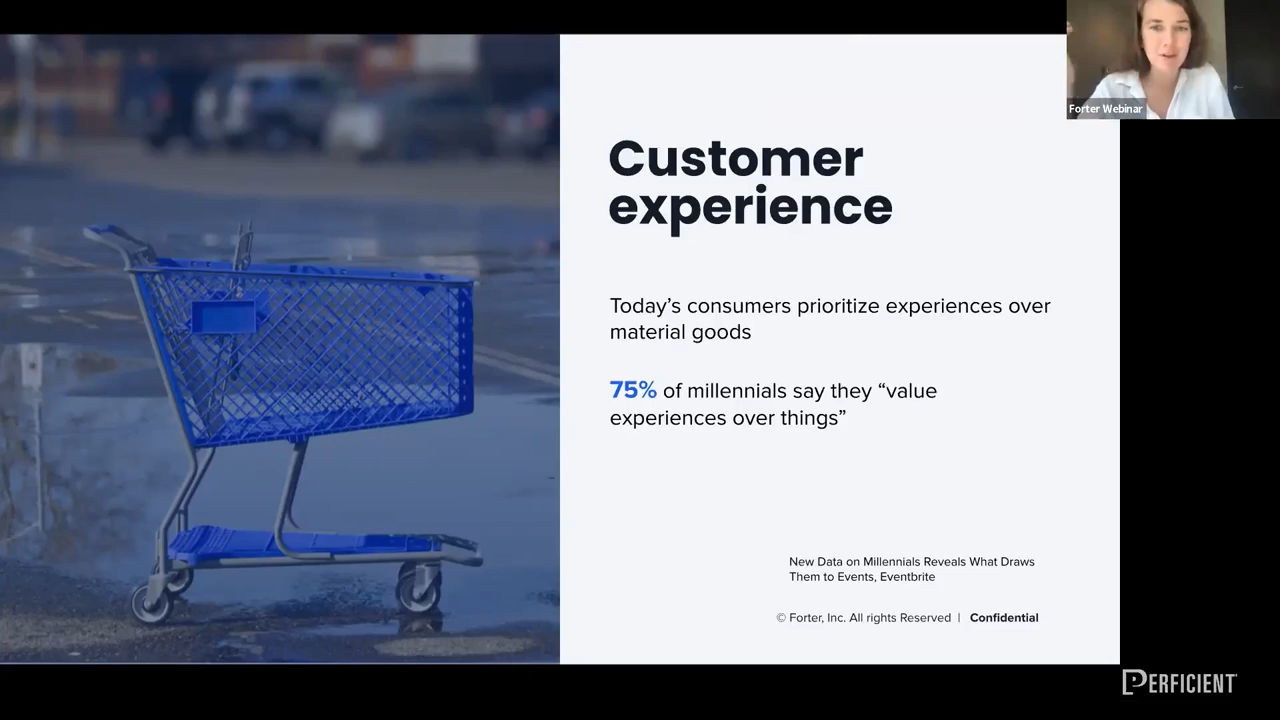 Forter Webinar
Customer
experience
Today’s consumers prioritize experiences over
material goods
75% of millennials say they “value
experiences over things”
New Data on Millennials Reveals What Draws
Them to Events, Eventbrite
© Forter, Inc. All rights Reserved | Confidential
PERFICIENT